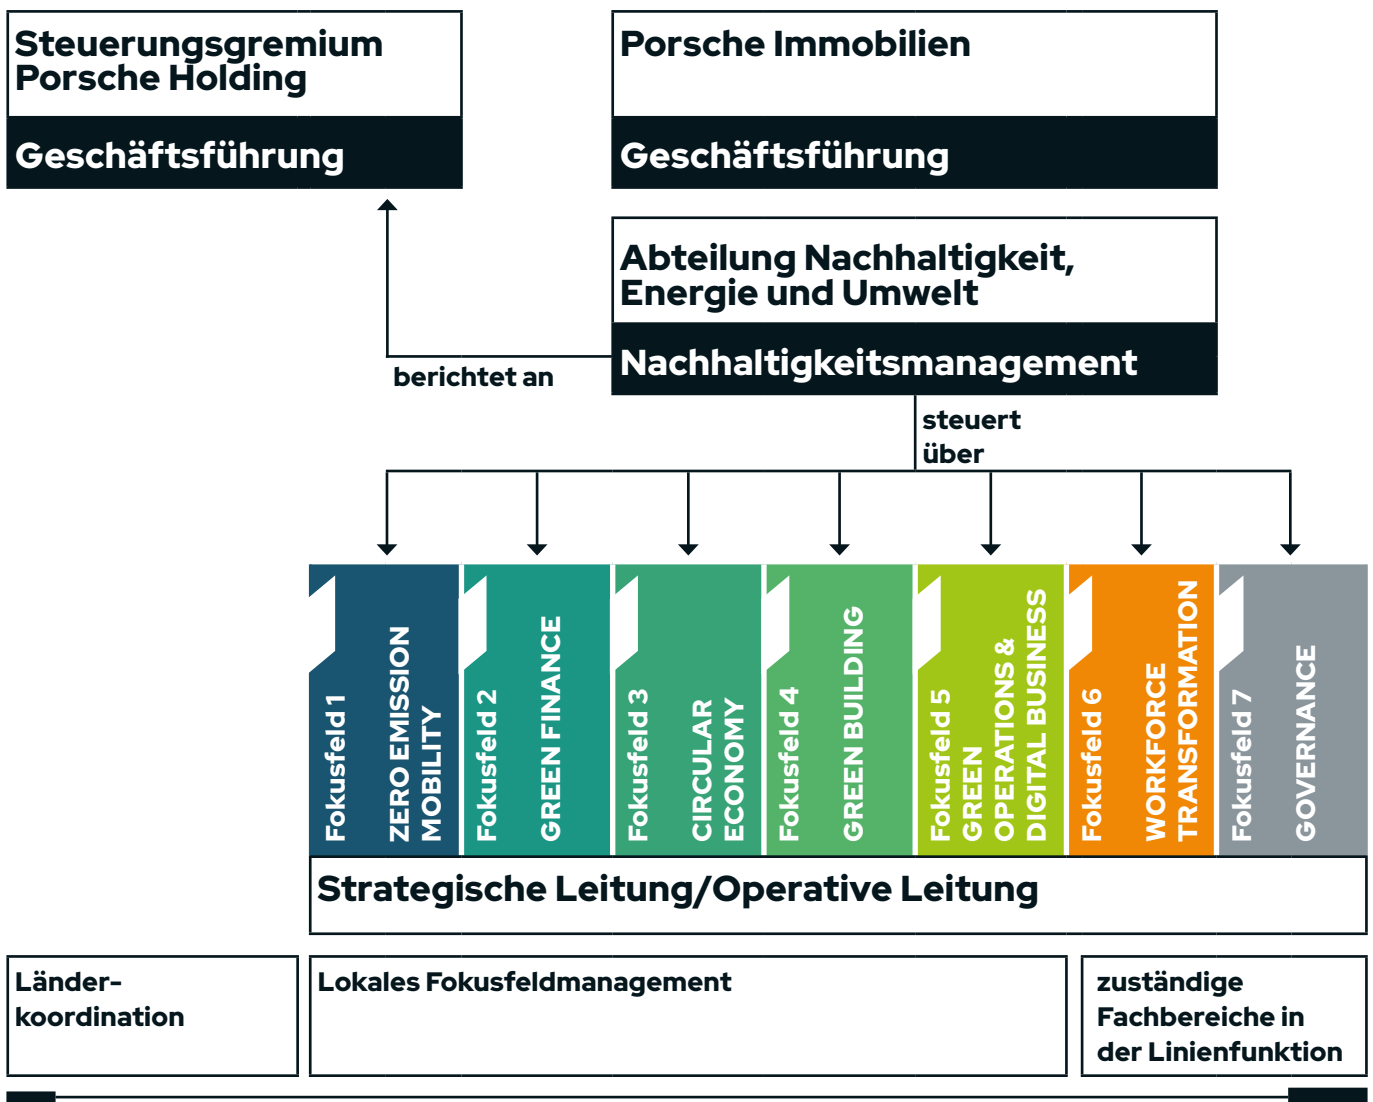 Steuerungsgremium
Porsche Holding
Geschäftsführung
Porsche Immobilien
Geschäftsführung
Abteilung Nachhaltigkeit,
Energie und Umwelt
Nachhaltigkeitsmanagement
berichtet an
steuert
über
Fokusfeld 1
ZERO EMISSION
MOBILITY
Fokusfeld 2
GREEN FINANCE
Fokusfeld 3
CIRCULAR
ECONOMY
Fokusfeld 4
GREEN BUILDING
Fokusfeld 5
GREEN
OPERATIONS &
DIGITAL BUSINESS
Fokusfeld 6
WORKFORCE
TRANSFORMATION
Fokusfeld 7
GOVERNANCE
Strategische Leitung/Operative Leitung
Länder-
koordination
Lokales Fokusfeldmanagement
zuständige
Fachbereiche in
der Linienfunktion